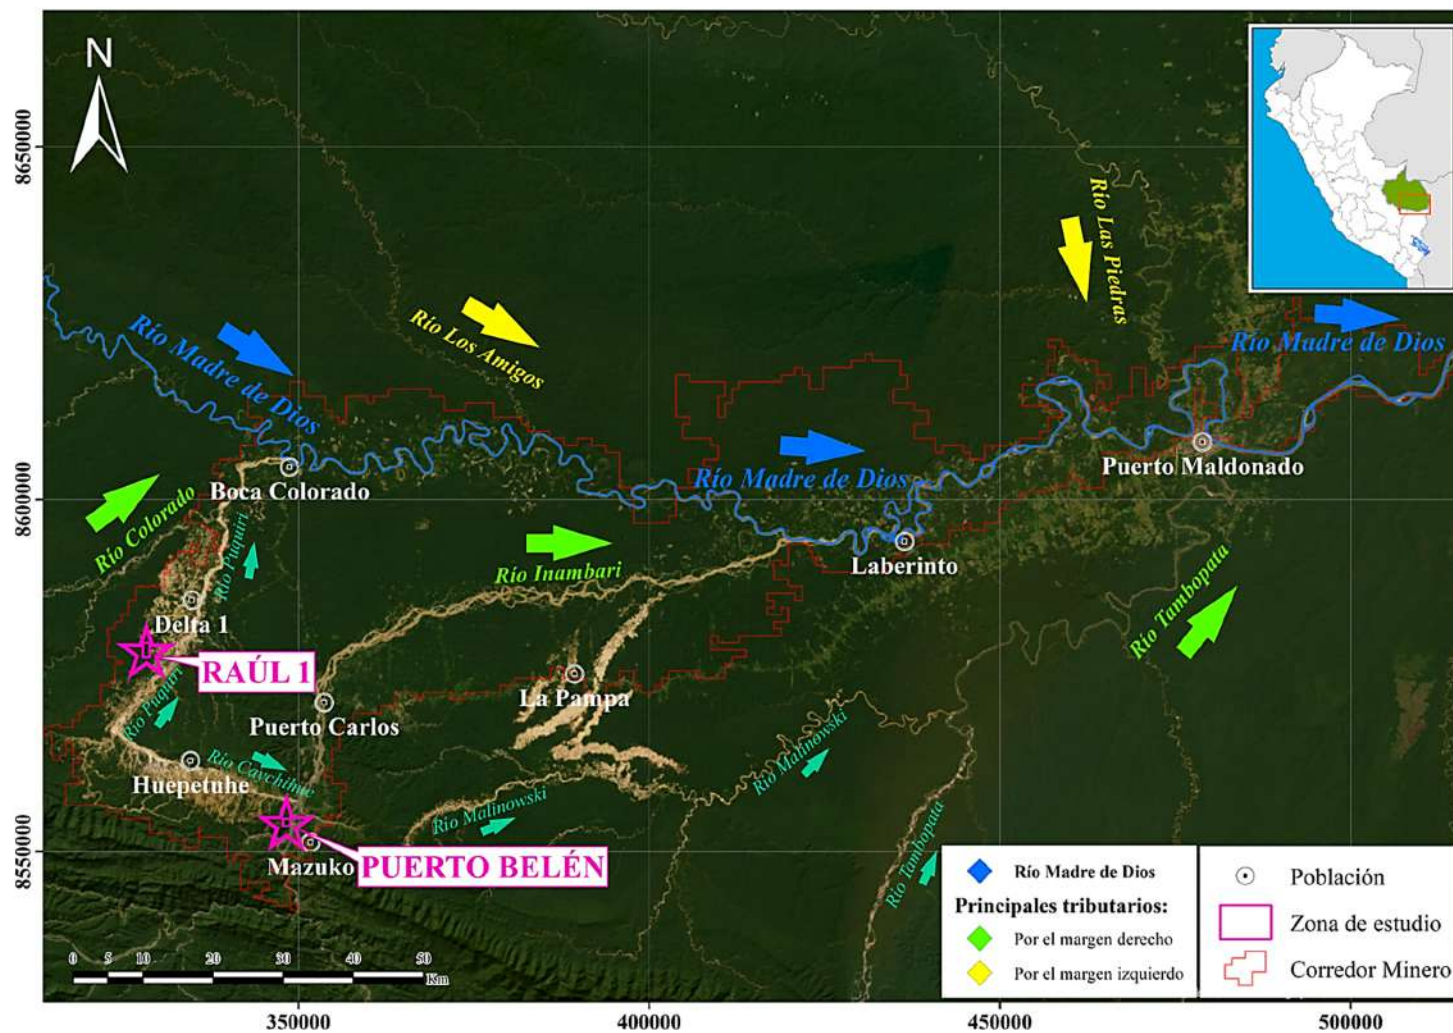 N
8650000
8600000
8550000
Río Las Piedras
Río Madre de Dios
Río Los Amigos
Río Madre de Dios
Puerto Maldonado
Boca Colorado
Río Madre de Dios
Río Colorado
Río Puquiri
Río Inambari
Laberinto
Delta 1
RAÚL 1
Río Tambopata
La Pampa
Río Puquiri
Puerto Carlos
Río Malinowski
Huepetuhe
Río Caychihue
Río Malinowski
Mazuko
PUERTO BELÉN
Río Tambopata
0 5 10 20 30 40 50
Km
Río Madre de Dios
Principales tributarios:
Por el margen derecho
Por el margen izquierdo
Población
Zona de estudio
Corredor Minero
350000
400000
450000
500000